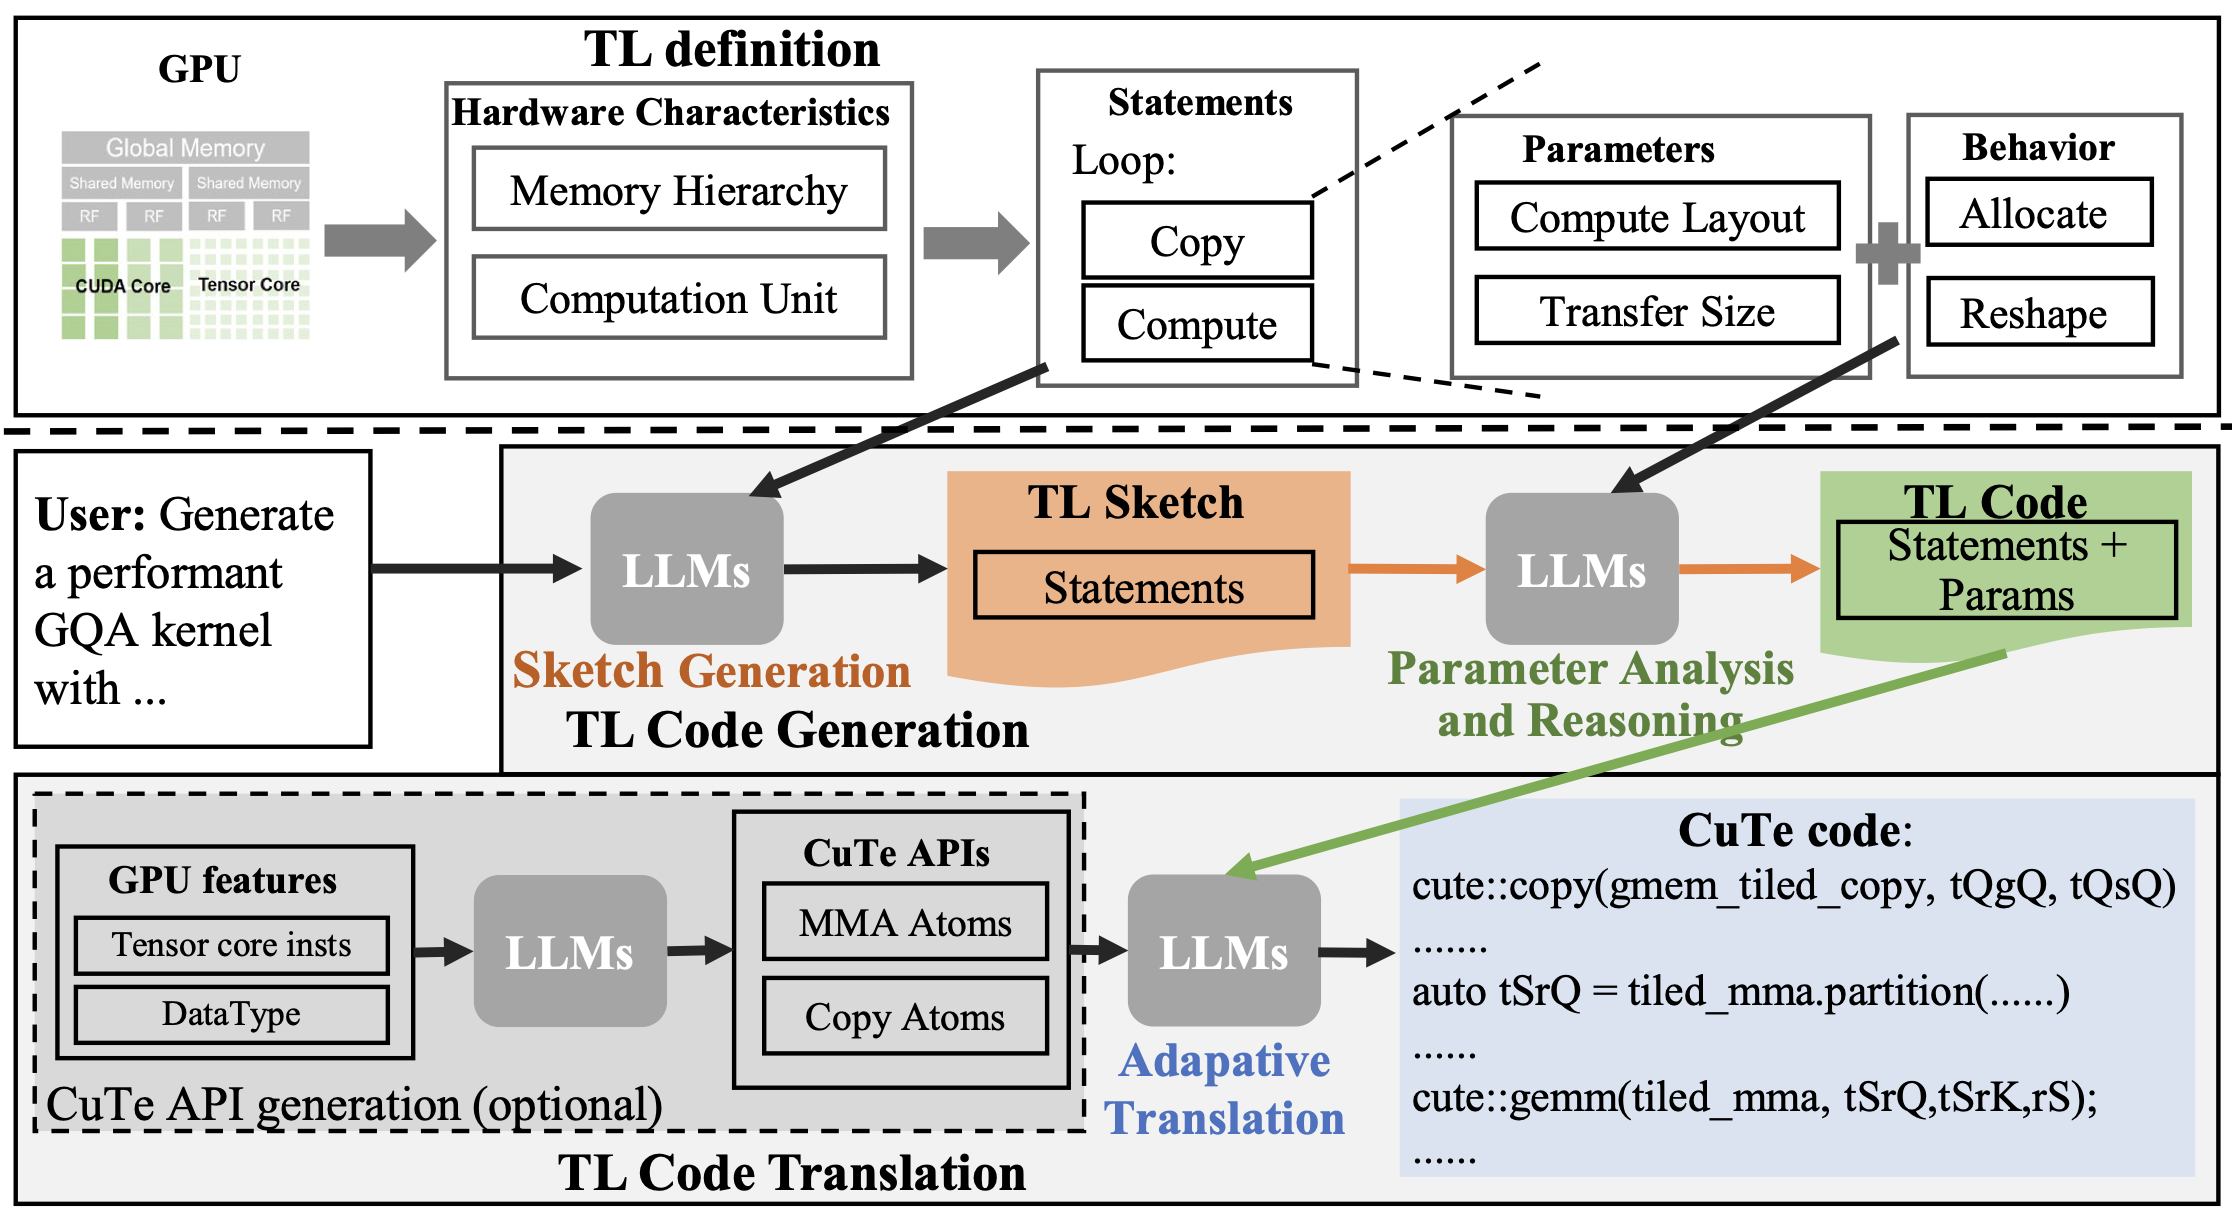 TL definition
GPU
Global Memory
Shared Memory Shared Memory
RF RF RF RF
CUDA Core Tensor Core
Hardware Characteristics
Memory Hierarchy
Computation Unit
Statements
Loop:
Copy
Compute
Parameters
Compute Layout
Transfer Size
Behavior
Allocate
Reshape
User: Generate
a performant
GQA kernel
with ...
LLMs
Sketch Generation
TL Sketch
Statements
LLMs
Parameter Analysis
and Reasoning
TL Code
Statements +
Params
TL Code Generation
GPU features
Tensor core insts
DataType
LLMs
CuTe APIs
MMA Atoms
Copy Atoms
CuTe API generation (optional)
LLMs
Adapative
Translation
CuTe code:
cute::copy(gmem_tiled_copy, tQgQ, tQsQ)
.......
auto tSrQ = tiled_mma.partition(......)
......
cute::gemm(tiled_mma, tSrQ,tSrK,rS);
......
TL Code Translation